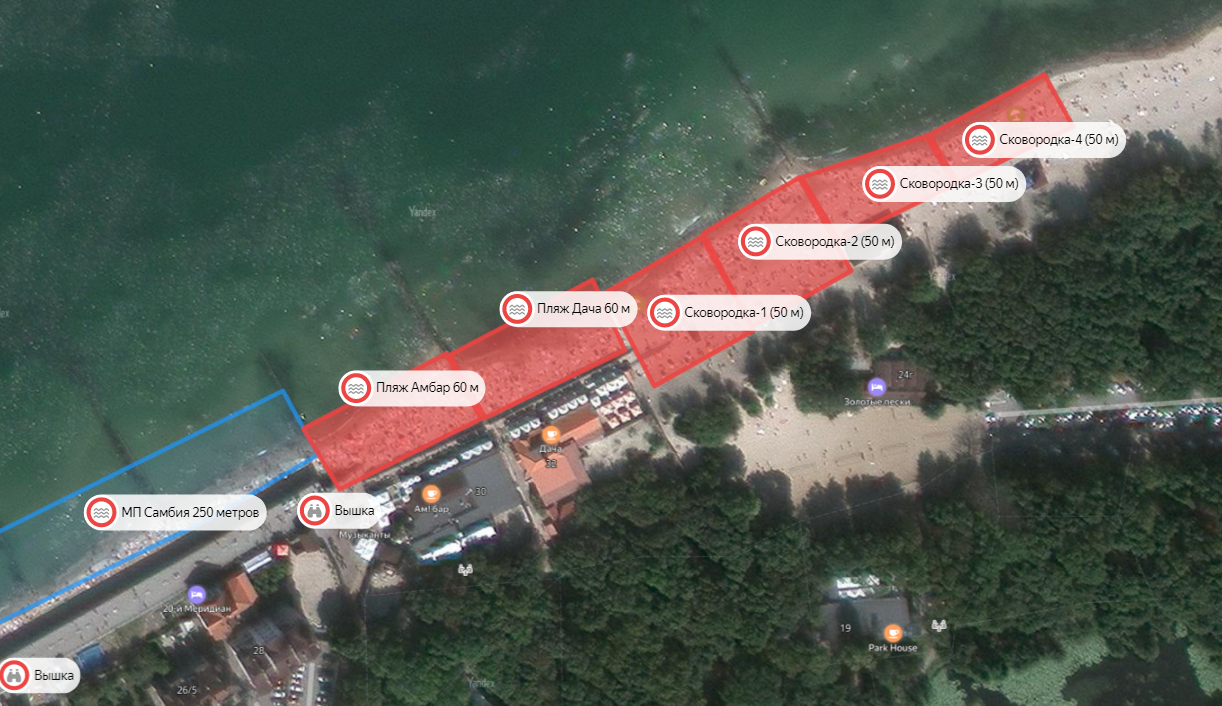 Сковородка-4 (50 м)
Сковородка-3 (50 м)
Yandex
Сковородка-2 (50 м)
Пляж Дача 60 м
Сковородка-1 (50 м)
24г
Золотые пески
Пляж Амбар 60 м
Дача
32
30
Ам! бар
МП Самбия 250 метров
Вышка
Музыканты
20-й Меридиан
19
Park House
28
Вышка
26/5
Yandex